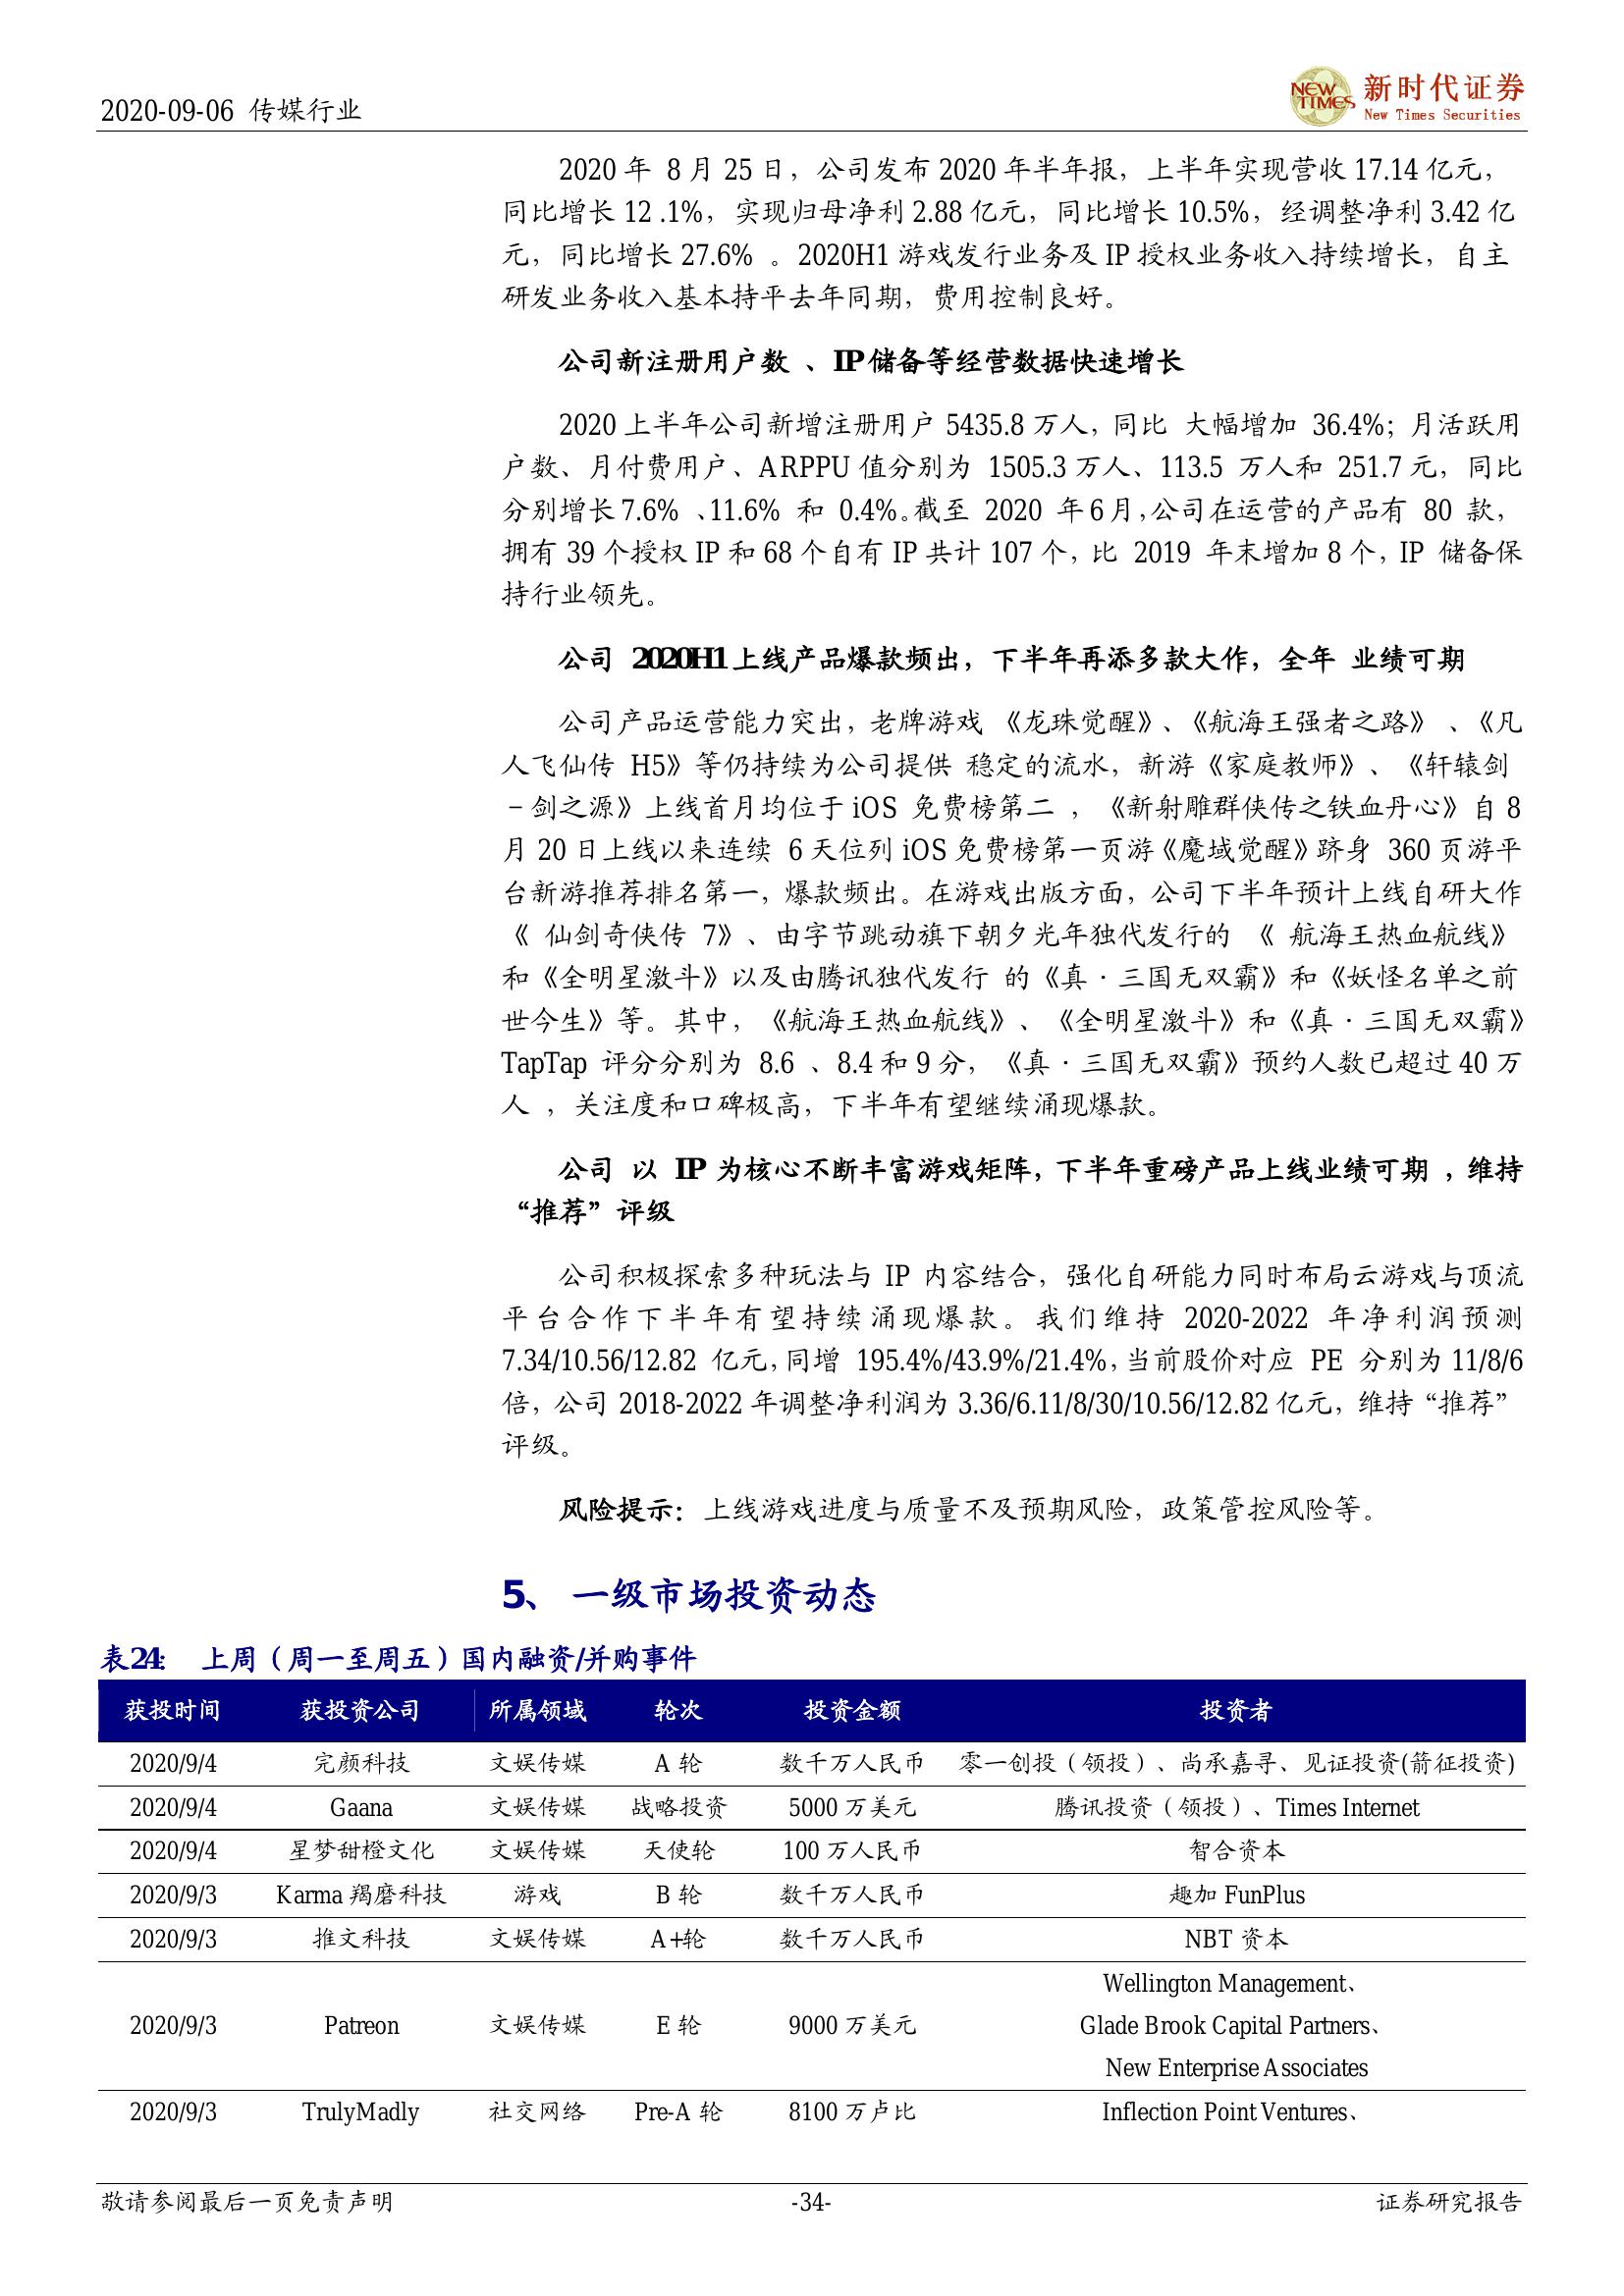 2020-09-06 传媒行业
NEW TIMES
新时代证券
New Times Securities
2020 年 8 月 25 日，公司发布 2020 年半年报，上半年实现营收 17.14 亿元，
同比增长 12 .1%，实现归母净利 2.88 亿元，同比增长 10.5%，经调整净利 3.42 亿
元，同比增长 27.6% 。2020H1 游戏发行业务及 IP 授权业务收入持续增长，自主
研发业务收入基本持平去年同期，费用控制良好。
公司新注册用户数 、IP 储备等经营数据快速增长
2020 上半年公司新增注册用户 5435.8 万人，同比 大幅增加 36.4%；月活跃用
户数、月付费用户、ARPPU 值分别为 1505.3 万人、113.5 万人和 251.7 元，同比
分别增长 7.6% 、11.6% 和 0.4%。截至 2020 年 6 月，公司在运营的产品有 80 款，
拥有 39 个授权 IP 和 68 个自有 IP 共计 107 个，比 2019 年末增加 8 个，IP 储备保
持行业领先。
公司 2020H1 上线产品爆款频出，下半年再添多款大作，全年 业绩可期
公司产品运营能力突出，老牌游戏 《龙珠觉醒》、《航海王强者之路》 、《凡
人飞仙传 H5》等仍持续为公司提供 稳定的流水，新游《家庭教师》、《轩辕剑
－剑之源》上线首月均位于 iOS 免费榜第二 ，《新射雕群侠传之铁血丹心》自 8
月 20 日上线以来连续 6 天位列 iOS 免费榜第一页游《魔域觉醒》跻身 360 页游平
台新游推荐排名第一，爆款频出。在游戏出版方面，公司下半年预计上线自研大作
《 仙剑奇侠传 7》、由字节跳动旗下朝夕光年独代发行的 《 航海王热血航线》
和《全明星激斗》以及由腾讯独代发行 的《真·三国无双霸》和《妖怪名单之前
世今生》等。其中，《航海王热血航线》、《全明星激斗》和《真·三国无双霸》
TapTap 评分分别为 8.6 、8.4 和 9 分，《真·三国无双霸》预约人数已超过 40 万
人 ，关注度和口碑极高，下半年有望继续涌现爆款。
公司 以 IP 为核心不断丰富游戏矩阵，下半年重磅产品上线业绩可期 ，维持
“推荐”评级
公司积极探索多种玩法与 IP 内容结合，强化自研能力同时布局云游戏与顶流
平台合作下半年有望持续涌现爆款。我们维持 2020-2022 年净利润预测
7.34/10.56/12.82 亿元，同增 195.4%/43.9%/21.4%，当前股价对应 PE 分别为 11/8/6
倍，公司 2018-2022 年调整净利润为 3.36/6.11/8/30/10.56/12.82 亿元，维持“推荐”
评级。
风险提示：上线游戏进度与质量不及预期风险，政策管控风险等。
5、 一级市场投资动态
表24： 上周（周一至周五）国内融资/并购事件
获投时间 获投资公司 所属领域 轮次 投资金额 投资者
2020/9/4 完颜科技 文娱传媒 A 轮 数千万人民币 零一创投（领投）、尚承嘉寻、见证投资(箭征投资)
2020/9/4 Gaana 文娱传媒 战略投资 5000 万美元 腾讯投资（领投）、Times Internet
2020/9/4 星梦甜橙文化 文娱传媒 天使轮 100 万人民币 智合资本
2020/9/3 Karma 羯磨科技 游戏 B 轮 数千万人民币 趣加 FunPlus
2020/9/3 推文科技 文娱传媒 A+轮 数千万人民币 NBT 资本
2020/9/3 Patreon 文娱传媒 E 轮 9000 万美元 Wellington Management、
Glade Brook Capital Partners、
New Enterprise Associates
2020/9/3 TrulyMadly 社交网络 Pre-A 轮 8100 万卢比 Inflection Point Ventures、
敬请参阅最后一页免责声明 -34- 证券研究报告